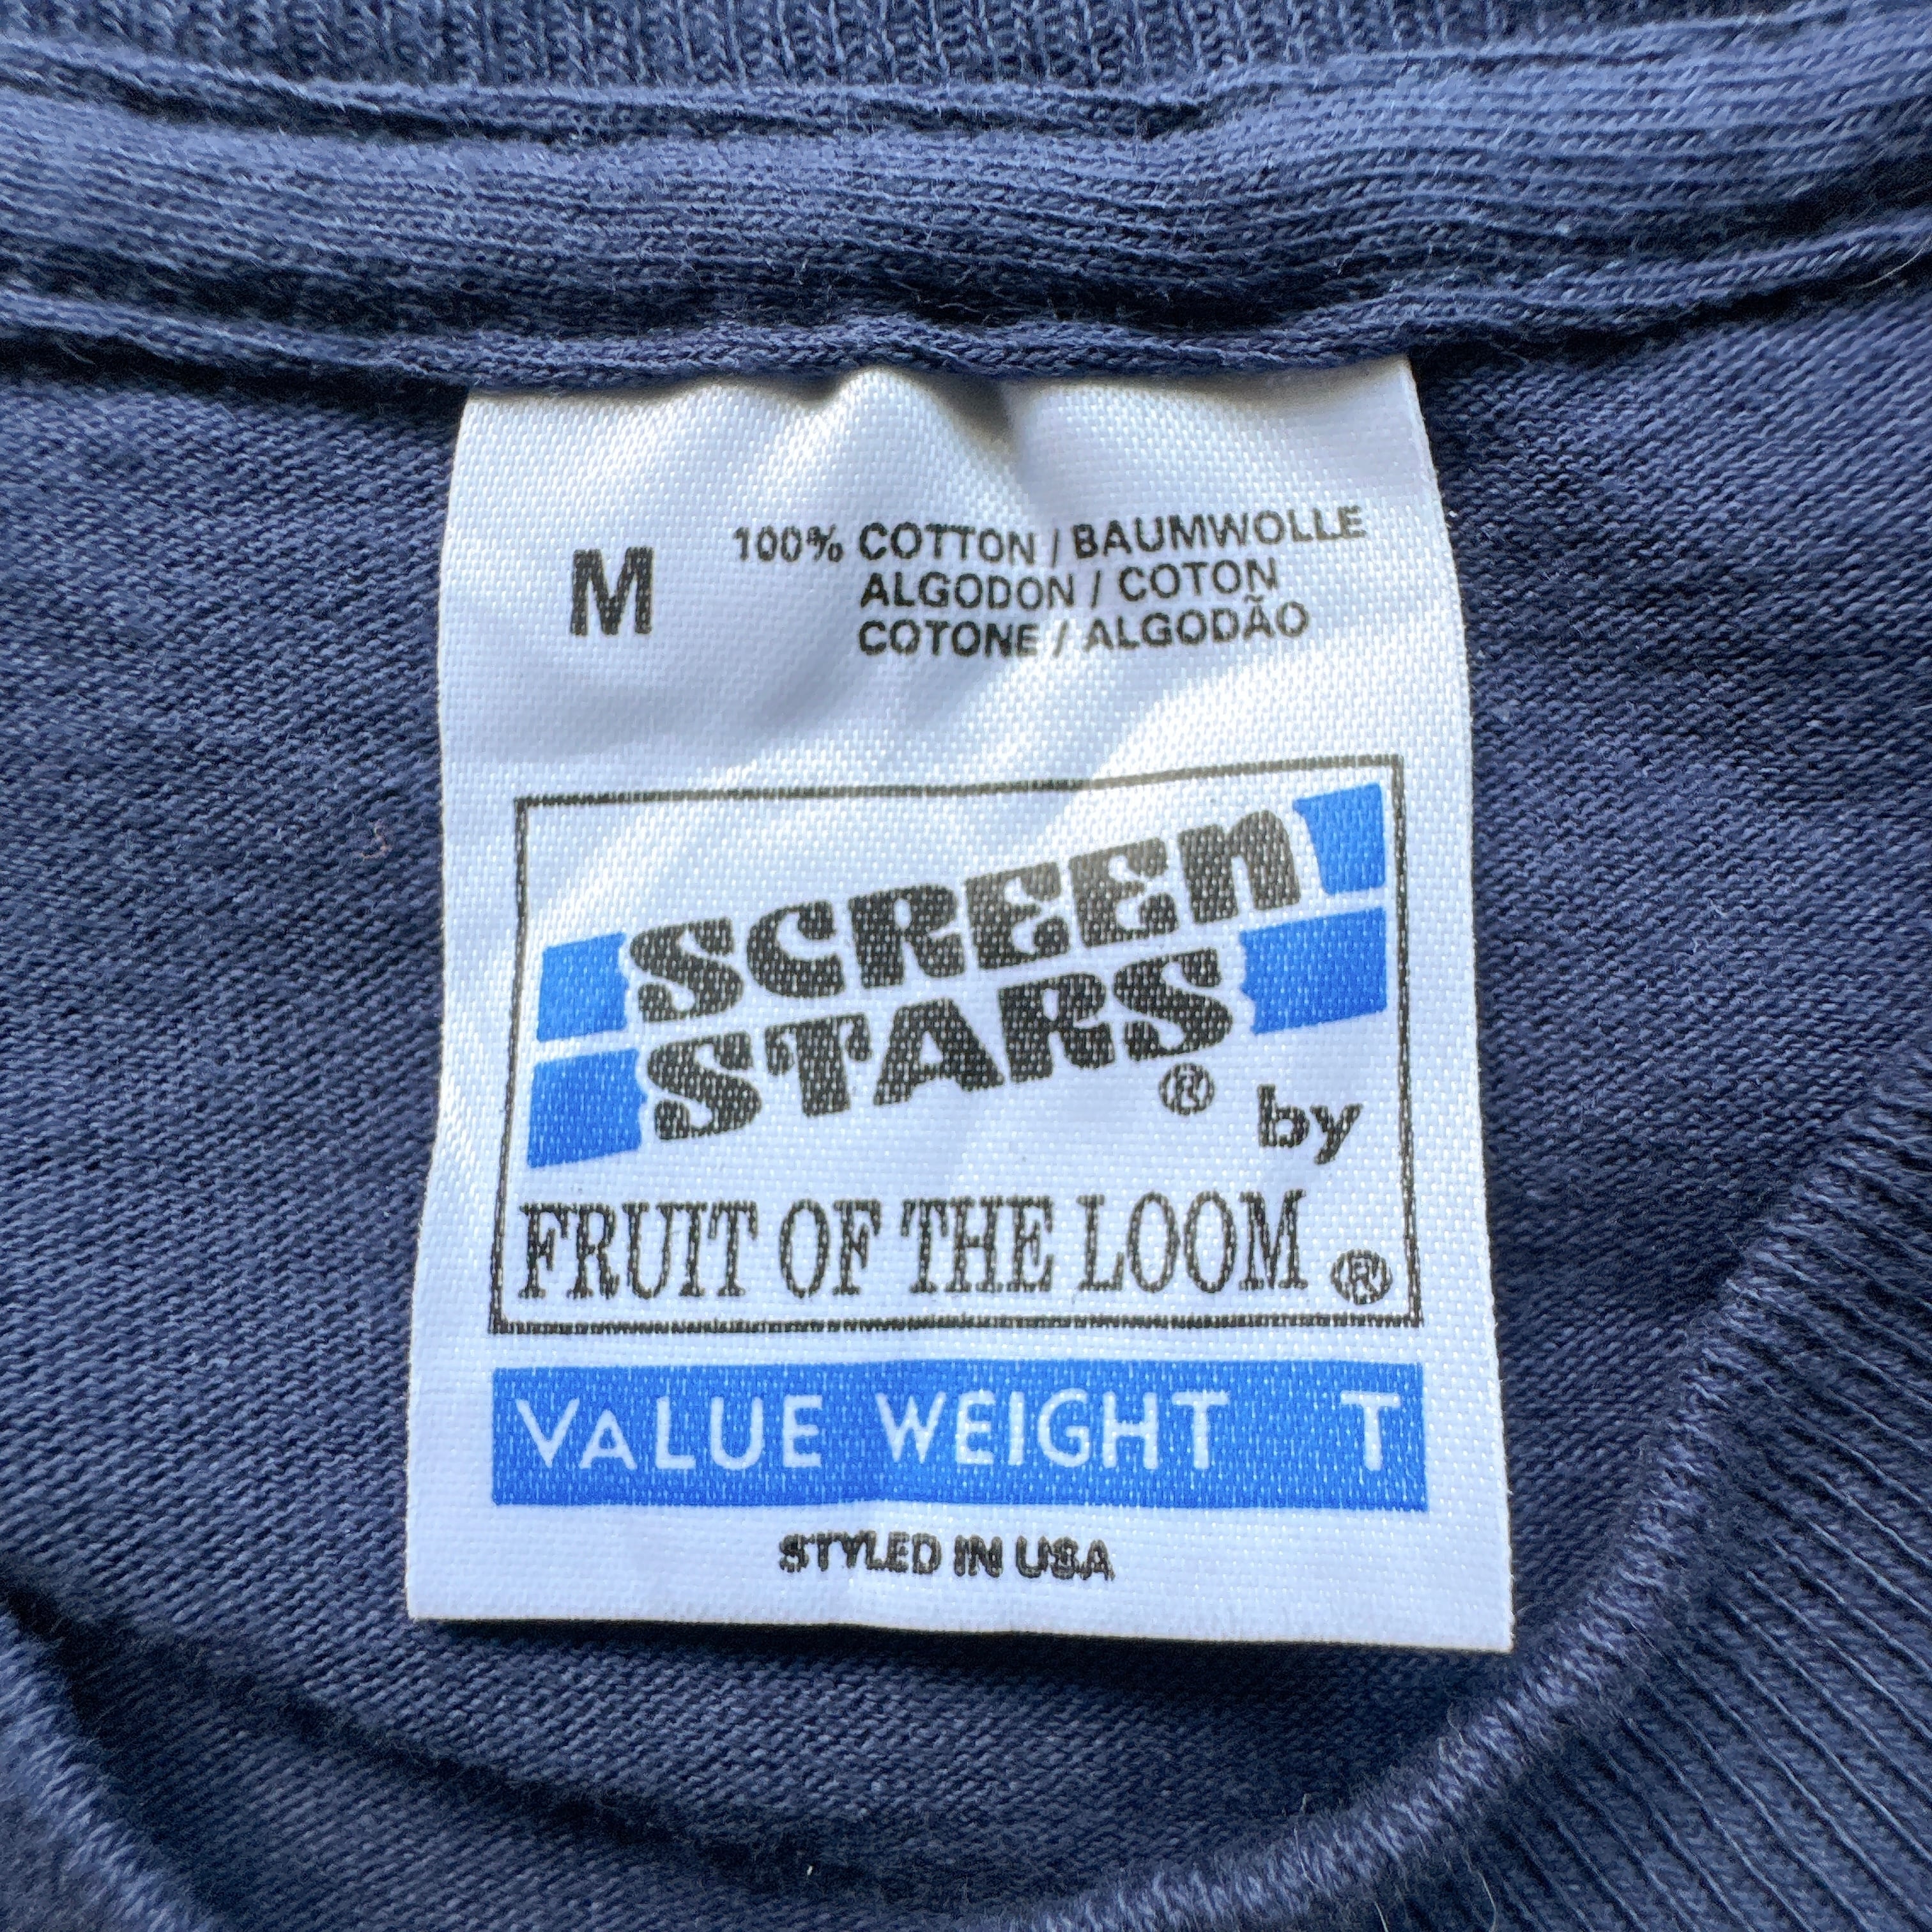 M
100% COTTON / BAUMWOLLE
ALGODON / COTON
COTONE / ALGODÃO
SCREEN
STARS
® by
FRUIT OF THE LOOM ®
VALUE WEIGHT T
STYLED IN USA